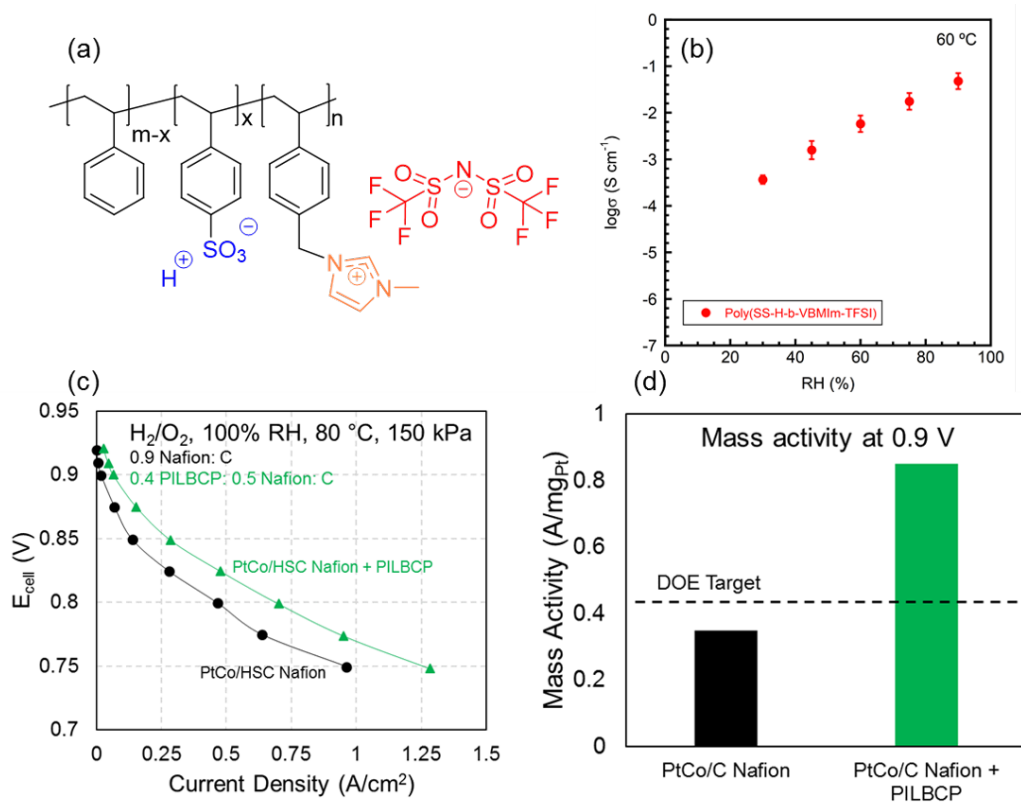 (a)
m-x
x
n
H ⊕
SO₃ ⊖
N
⊕
N
O
N
O
S
⊖
S
F
F
O
O
F
F
F
F
(b)
60 ºC
0
-1
-2
-3
-4
-5
-6
-7
logσ (S cm⁻¹)
Poly(SS-H-b-VBMIm-TFSI)
0 20 40 60 80 100
RH (%)
(c)
0.95
0.9
0.85
0.8
0.75
0.7
E_cell (V)
H₂/O₂, 100% RH, 80 °C, 150 kPa
0.9 Nafion: C
0.4 PILBCP: 0.5 Nafion: C
PtCo/HSC Nafion + PILBCP
PtCo/HSC Nafion
0 0.25 0.5 0.75 1 1.25 1.5
Current Density (A/cm²)
(d)
1
0.8
0.6
0.4
0.2
0
Mass Activity (A/mg_Pt)
Mass activity at 0.9 V
DOE Target
PtCo/C Nafion
PtCo/C Nafion +
PILBCP